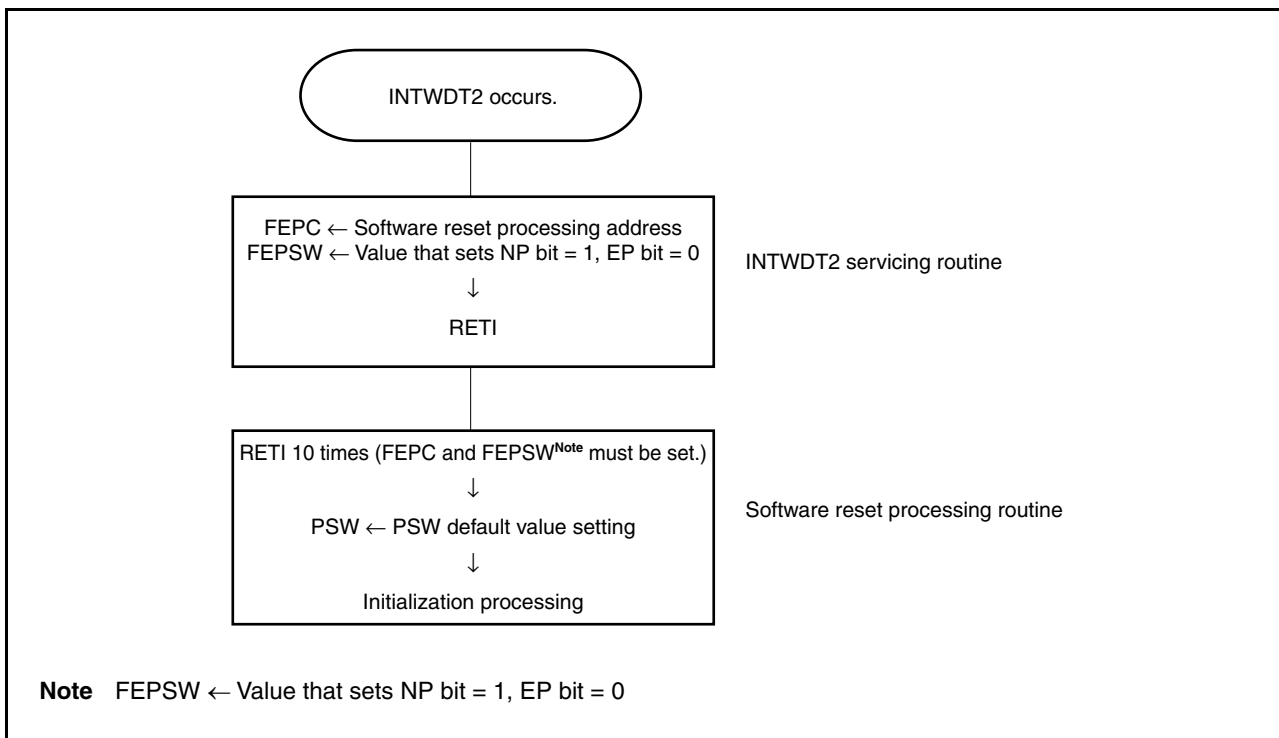 INTWDT2 occurs.
FEPC ← Software reset processing address
FEPSW ← Value that sets NP bit = 1, EP bit = 0
↓
RETI
INTWDT2 servicing routine
RETI 10 times (FEPC and FEPSWNote must be set.)
↓
PSW ← PSW default value setting
↓
Initialization processing
Software reset processing routine
Note FEPSW ← Value that sets NP bit = 1, EP bit = 0